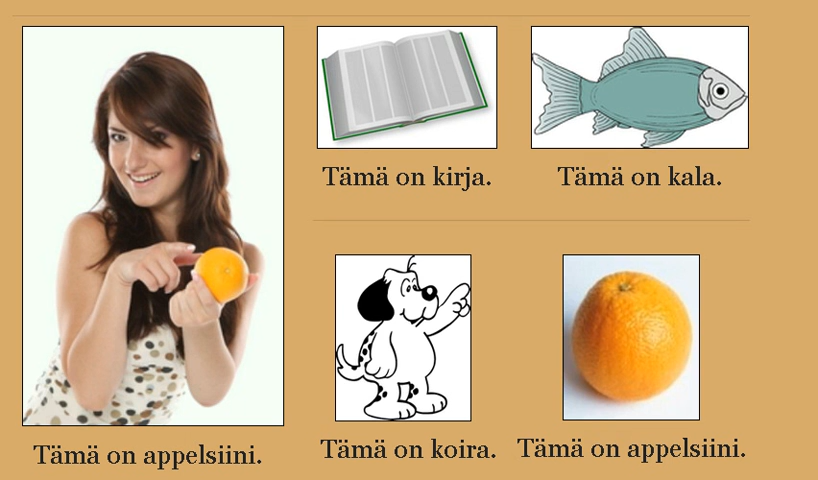 Tämä on kirja.
Tämä on kala.
Tämä on appelsiini.
Tämä on koira.
Tämä on appelsiini.